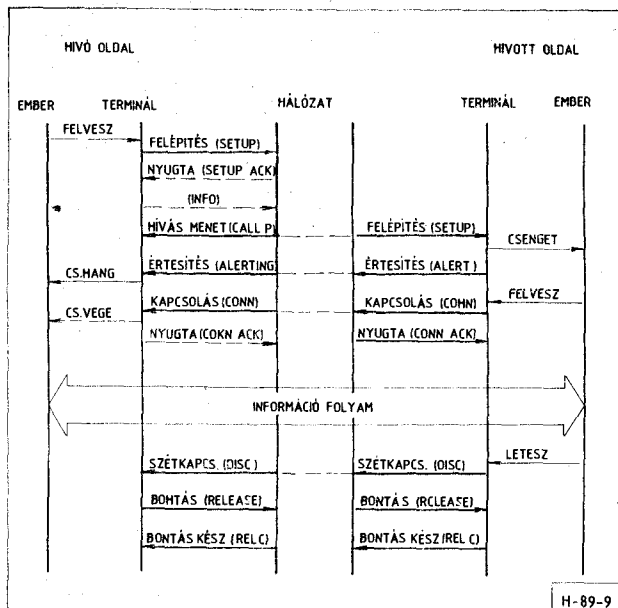 HIVÓ OLDAL
HIVOTT OLDAL
EMBER TERMINÁL HÁLÓZAT TERMINÁL EMBER
FELVESZ
FELÉPITÉS (SETUP)
NYUGTA (SETUP ACK)
(INFO)
HÍVÁS MENET(CALL P) FELÉPITÉS (SETUP)
CSENGET
ÉRTESITÉS (ALERTING) ÉRTESITÉS (ALERT)
CS.HANG
FELVESZ
KAPCSOLÁS (CONN) KAPCSOLÁS (COHN)
CS.VEGE
NYUGTA(COKN ACK) NYUGTA (CONN ACK)
INFORMÁCIÓ FOLYAM
LETESZ
SZÉTKAPCS. (DISC) SZÉTKAPCS. (OISC)
BOHTÁS (RELEASE) BONTÁS (RCLEASE)
BONTÁS KÉSZ (REL C) BONTÁS KÉSZ (REL C)
H-89-9